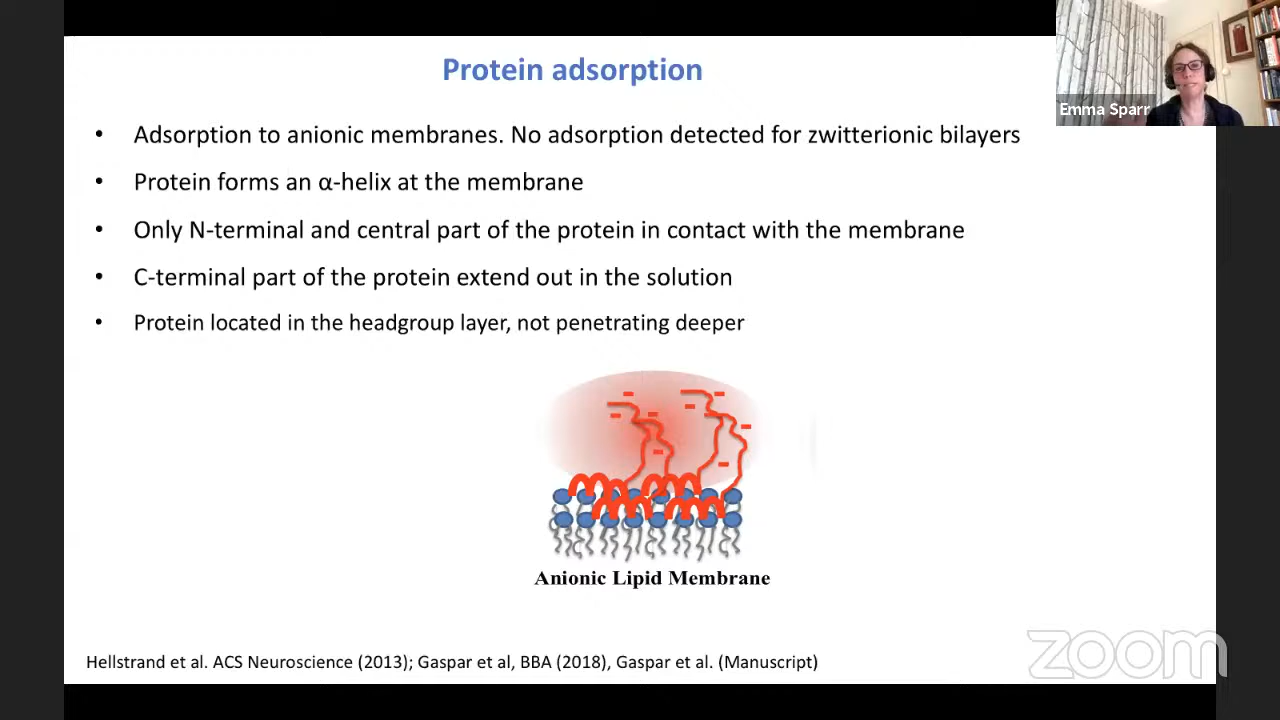 Protein adsorption
Emma Sparr
• Adsorption to anionic membranes. No adsorption detected for zwitterionic bilayers
• Protein forms an α-helix at the membrane
• Only N-terminal and central part of the protein in contact with the membrane
• C-terminal part of the protein extend out in the solution
• Protein located in the headgroup layer, not penetrating deeper
Anionic Lipid Membrane
Hellstrand et al. ACS Neuroscience (2013); Gaspar et al, BBA (2018), Gaspar et al. (Manuscript)
zoom